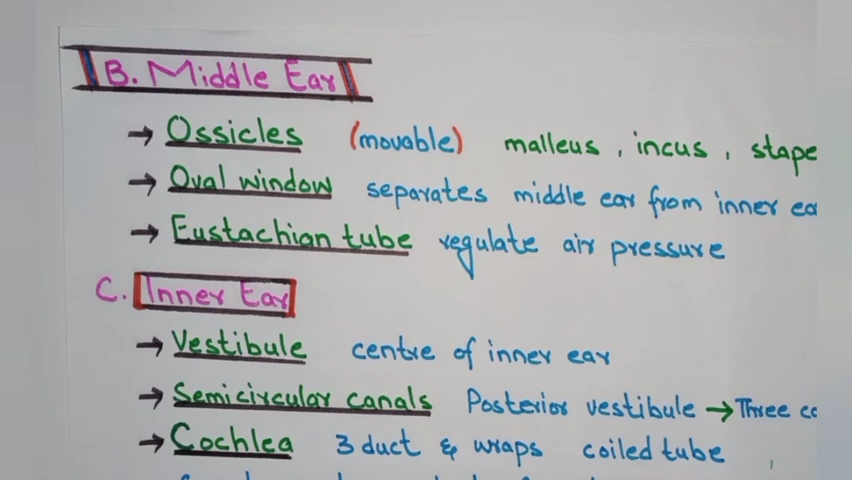 B. Middle Ear
→ Ossicles (movable) malleus, incus, stape
→ Oval window separates middle ear from inner ea
→ Eustachian tube regulate air pressure
C. Inner Ear
→ Vestibule centre of inner ear
→ Semicircular canals Posterior vestibule → Three
→ Cochlea 3 duct & wraps coiled tube